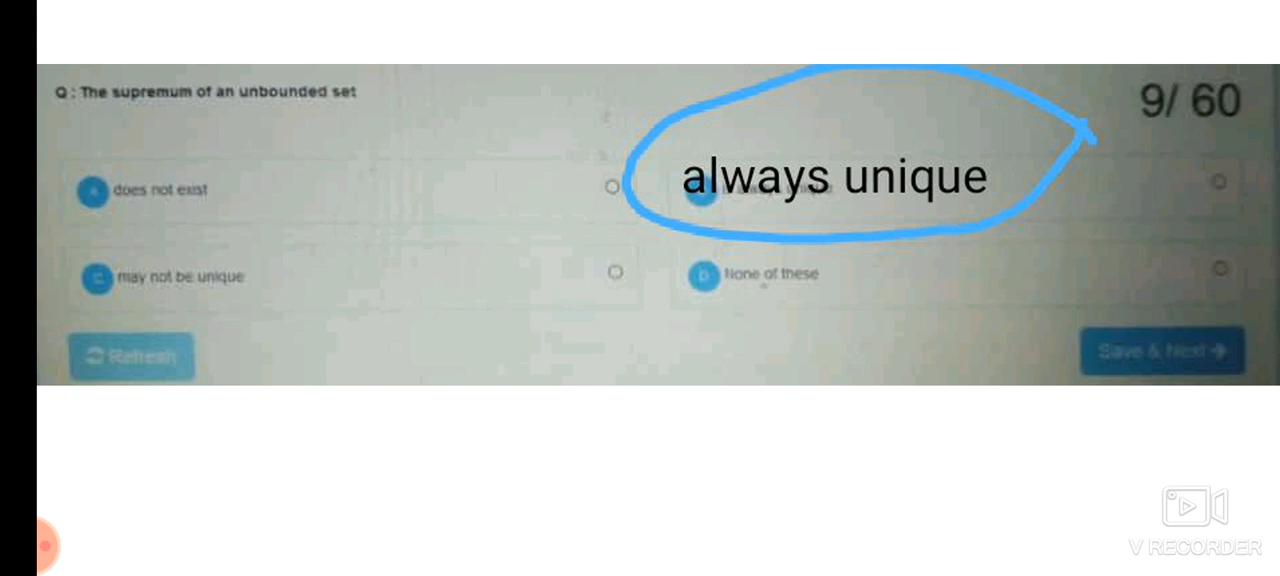 Q : The supremum of an unbounded set
9/ 60
A does not exist
always unique
C may not be unique
D None of these
Refresh
Save & Next →
V RECORDER